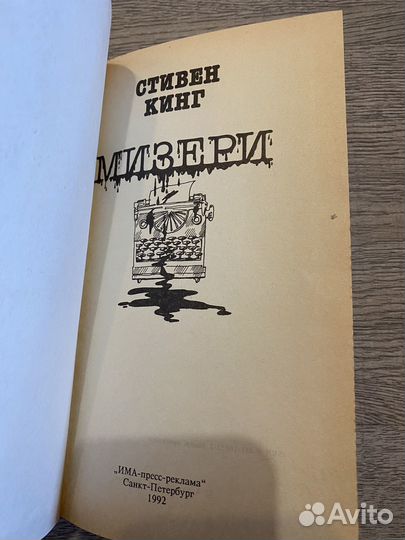 СТИВЕН
КИНГ
МИЗЕРИ
„ИМА-пресс-реклама“
Санкт-Петербург
1992
Avito